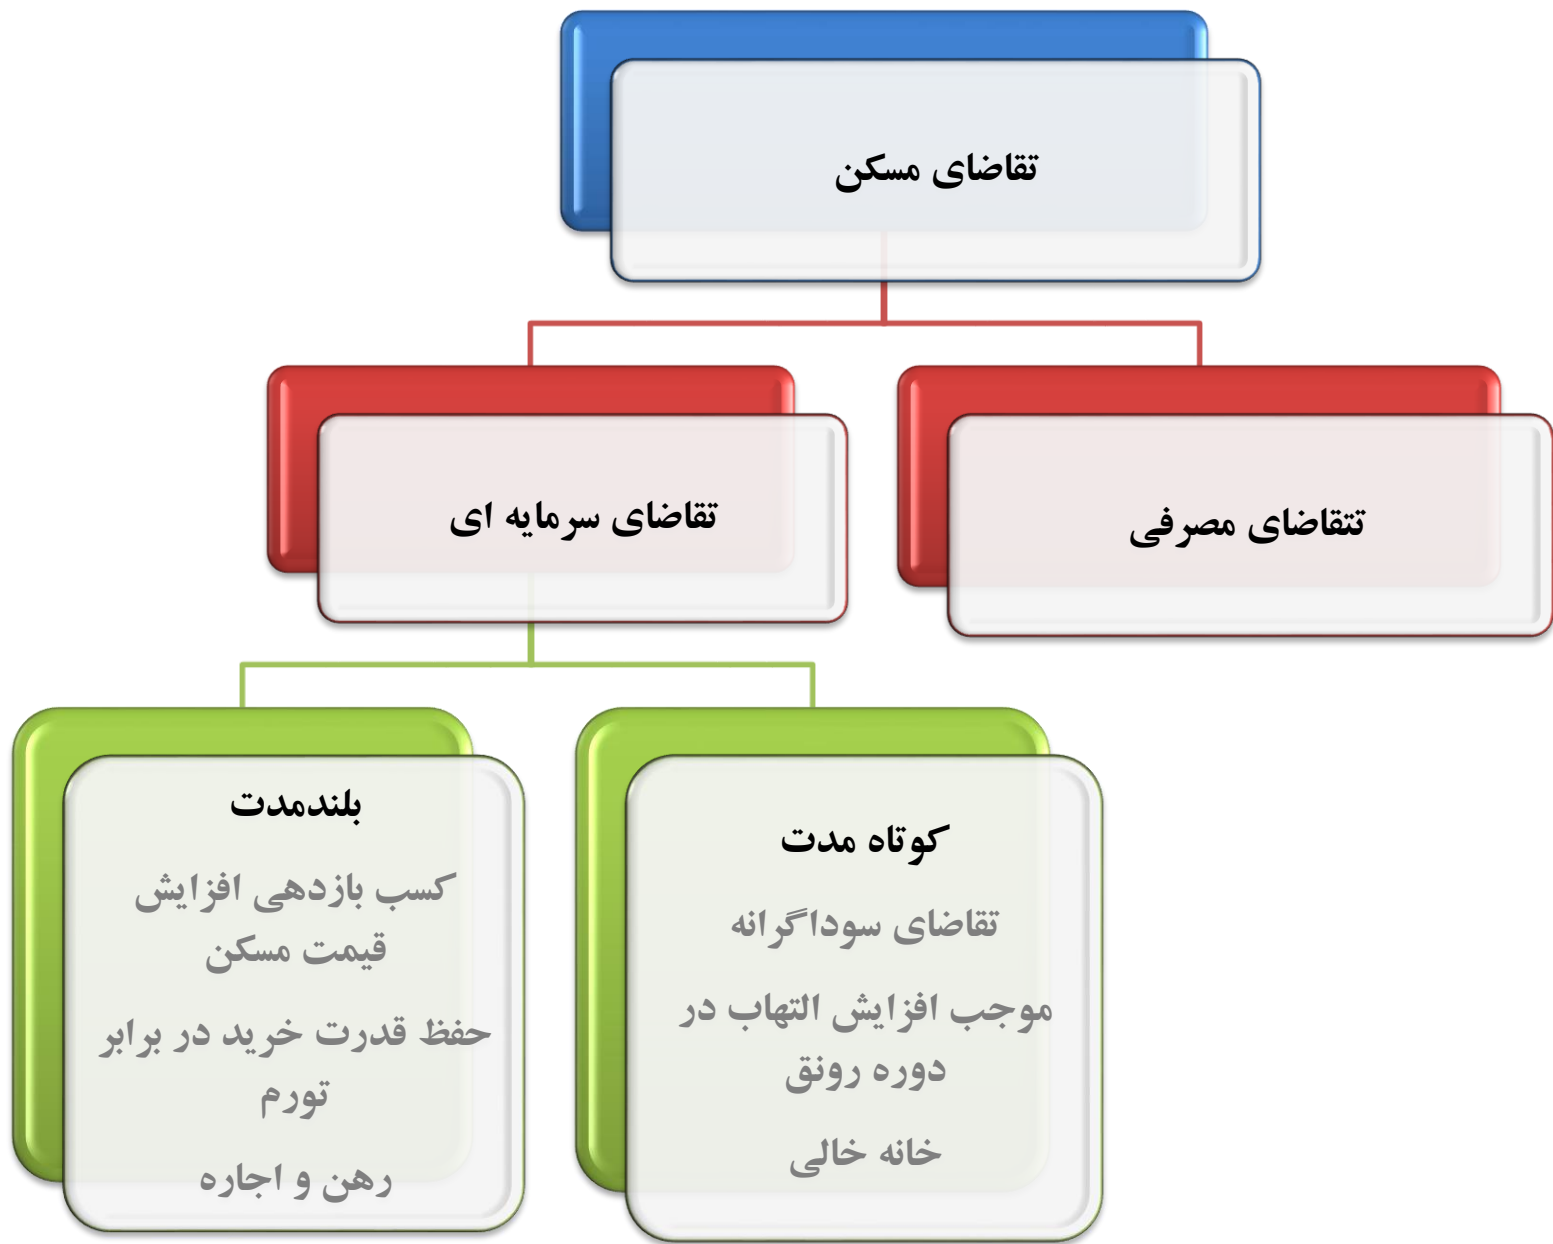 تقاضای مسکن
تتقاضای مصرفی
تقاضای سرمایه ای
کوتاه مدت
تقاضای سوداگرانه
موجب افزایش التهاب در
دوره رونق
خانه خالی
بلندمدت
کسب بازدهی افزایش
قیمت مسکن
حفظ قدرت خرید در برابر
تورم
رهن و اجاره